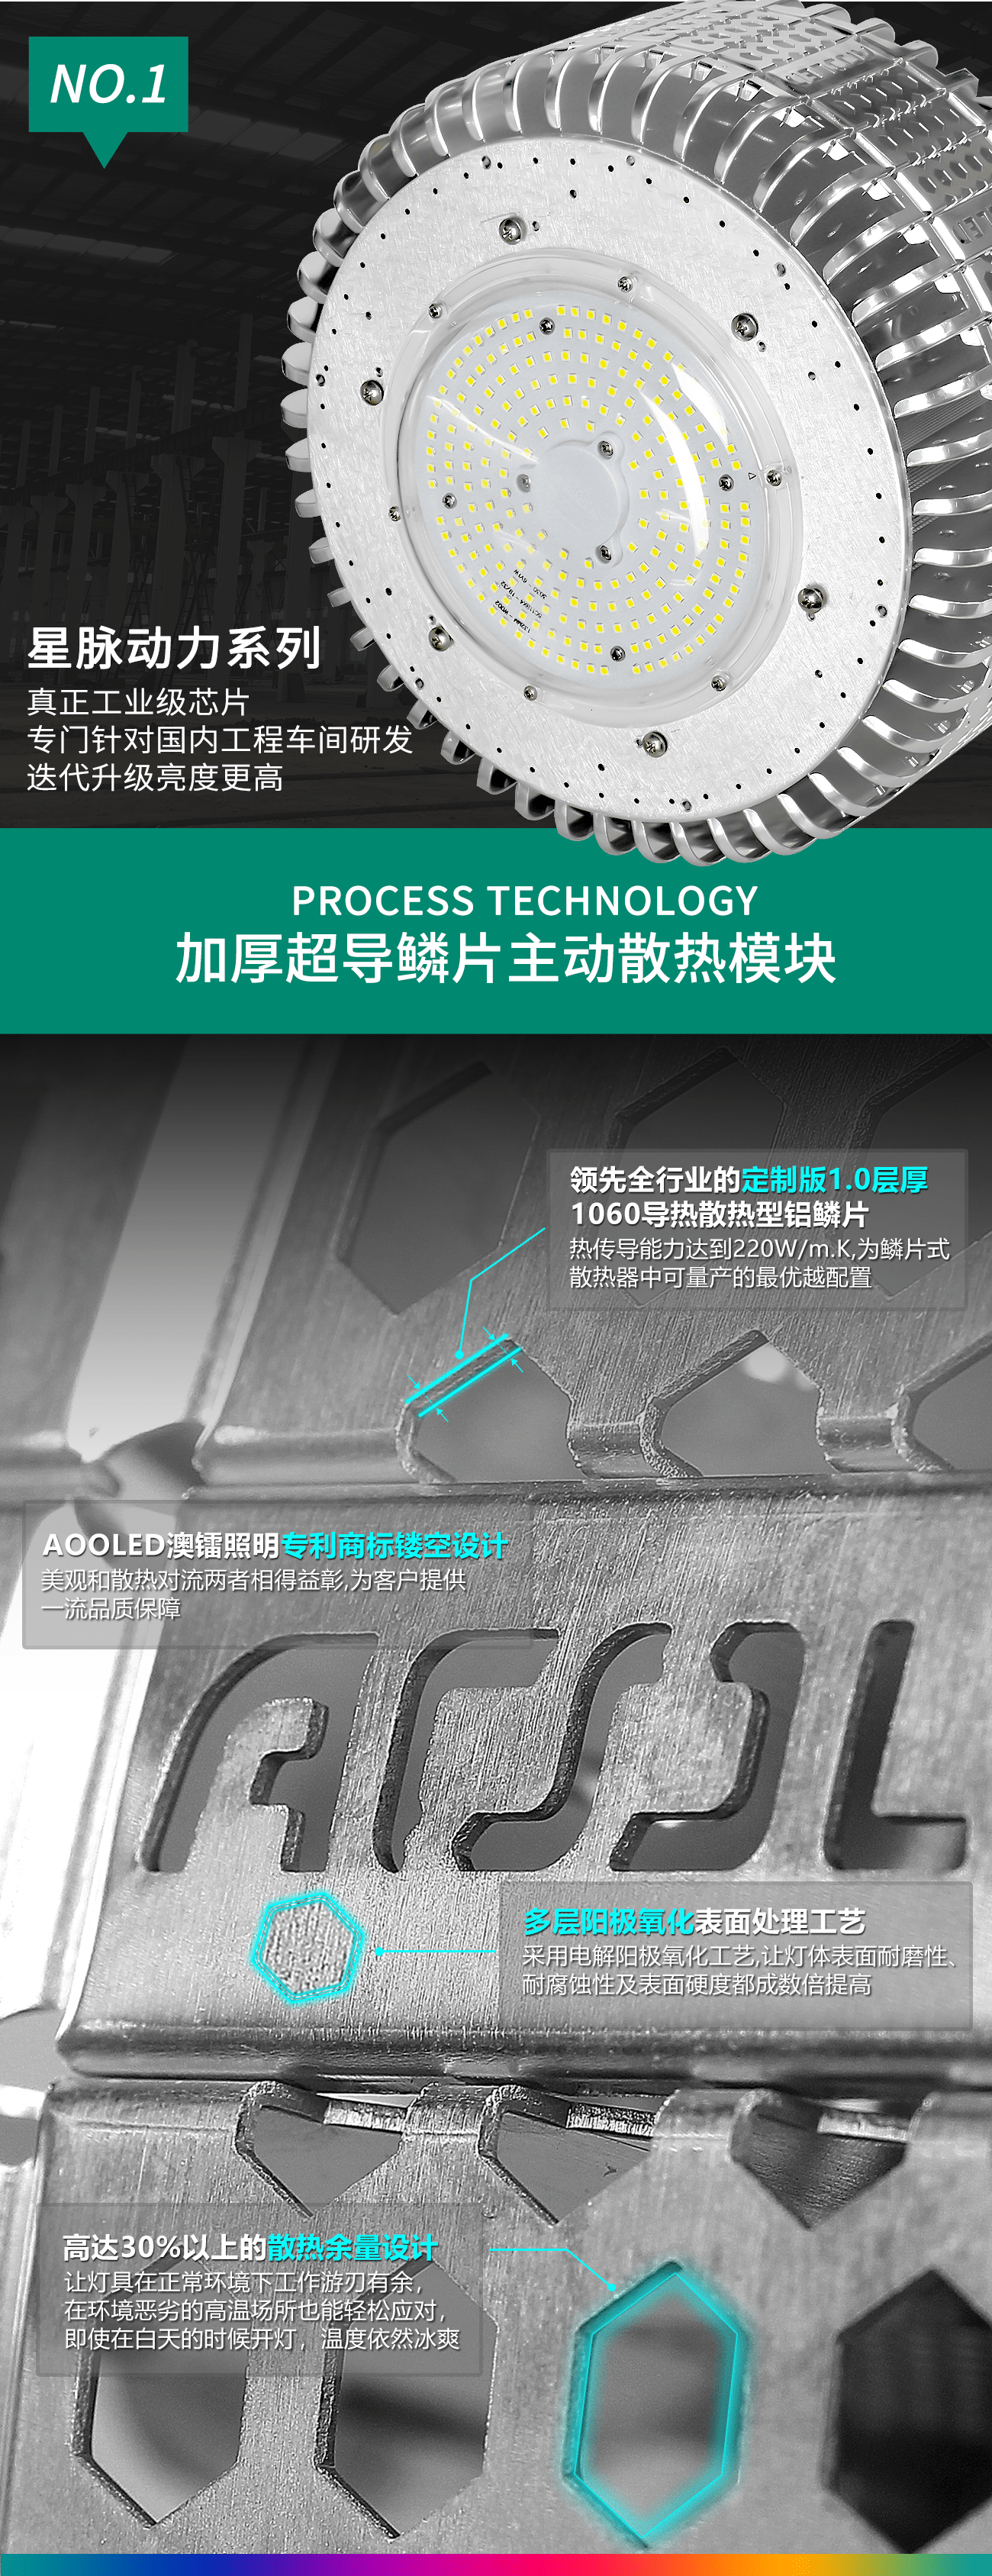 NO.1
星脉动力系列
真正工业级芯片
专门针对国内工程车间研发
迭代升级亮度更高
PROCESS TECHNOLOGY
加厚超导鳞片主动散热模块
领先全行业的定制版1.0层厚
1060导热散热型铝鳞片
热传导能力达到220W/m.K,为鳞片式
散热器中可量产的最优越配置
AOOLED澳镭照明专利商标镂空设计
美观和散热对流两者相得益彰,为客户提供
一流品质保障
AOOL
多层阳极氧化表面处理工艺
采用电解阳极氧化工艺,让灯体表面耐磨性、
耐腐蚀性及表面硬度都成数倍提高
高达30%以上的散热余量设计
让灯具在正常环境下工作游刃有余，
在环境恶劣的高温场所也能轻松应对，
即使在白天的时候开灯，温度依然冰爽